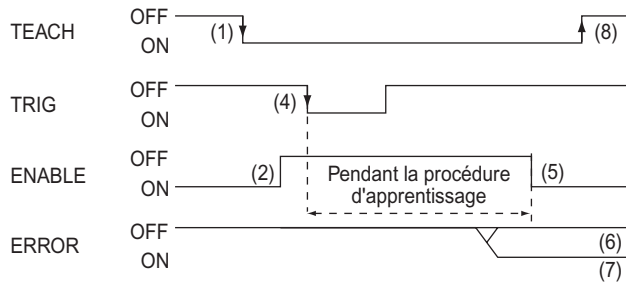 TEACH OFF (1) (8)
ON
TRIG OFF (4)
ON
ENABLE OFF (2) Pendant la procédure (5)
ON d'apprentissage
ERROR OFF (6)
ON (7)